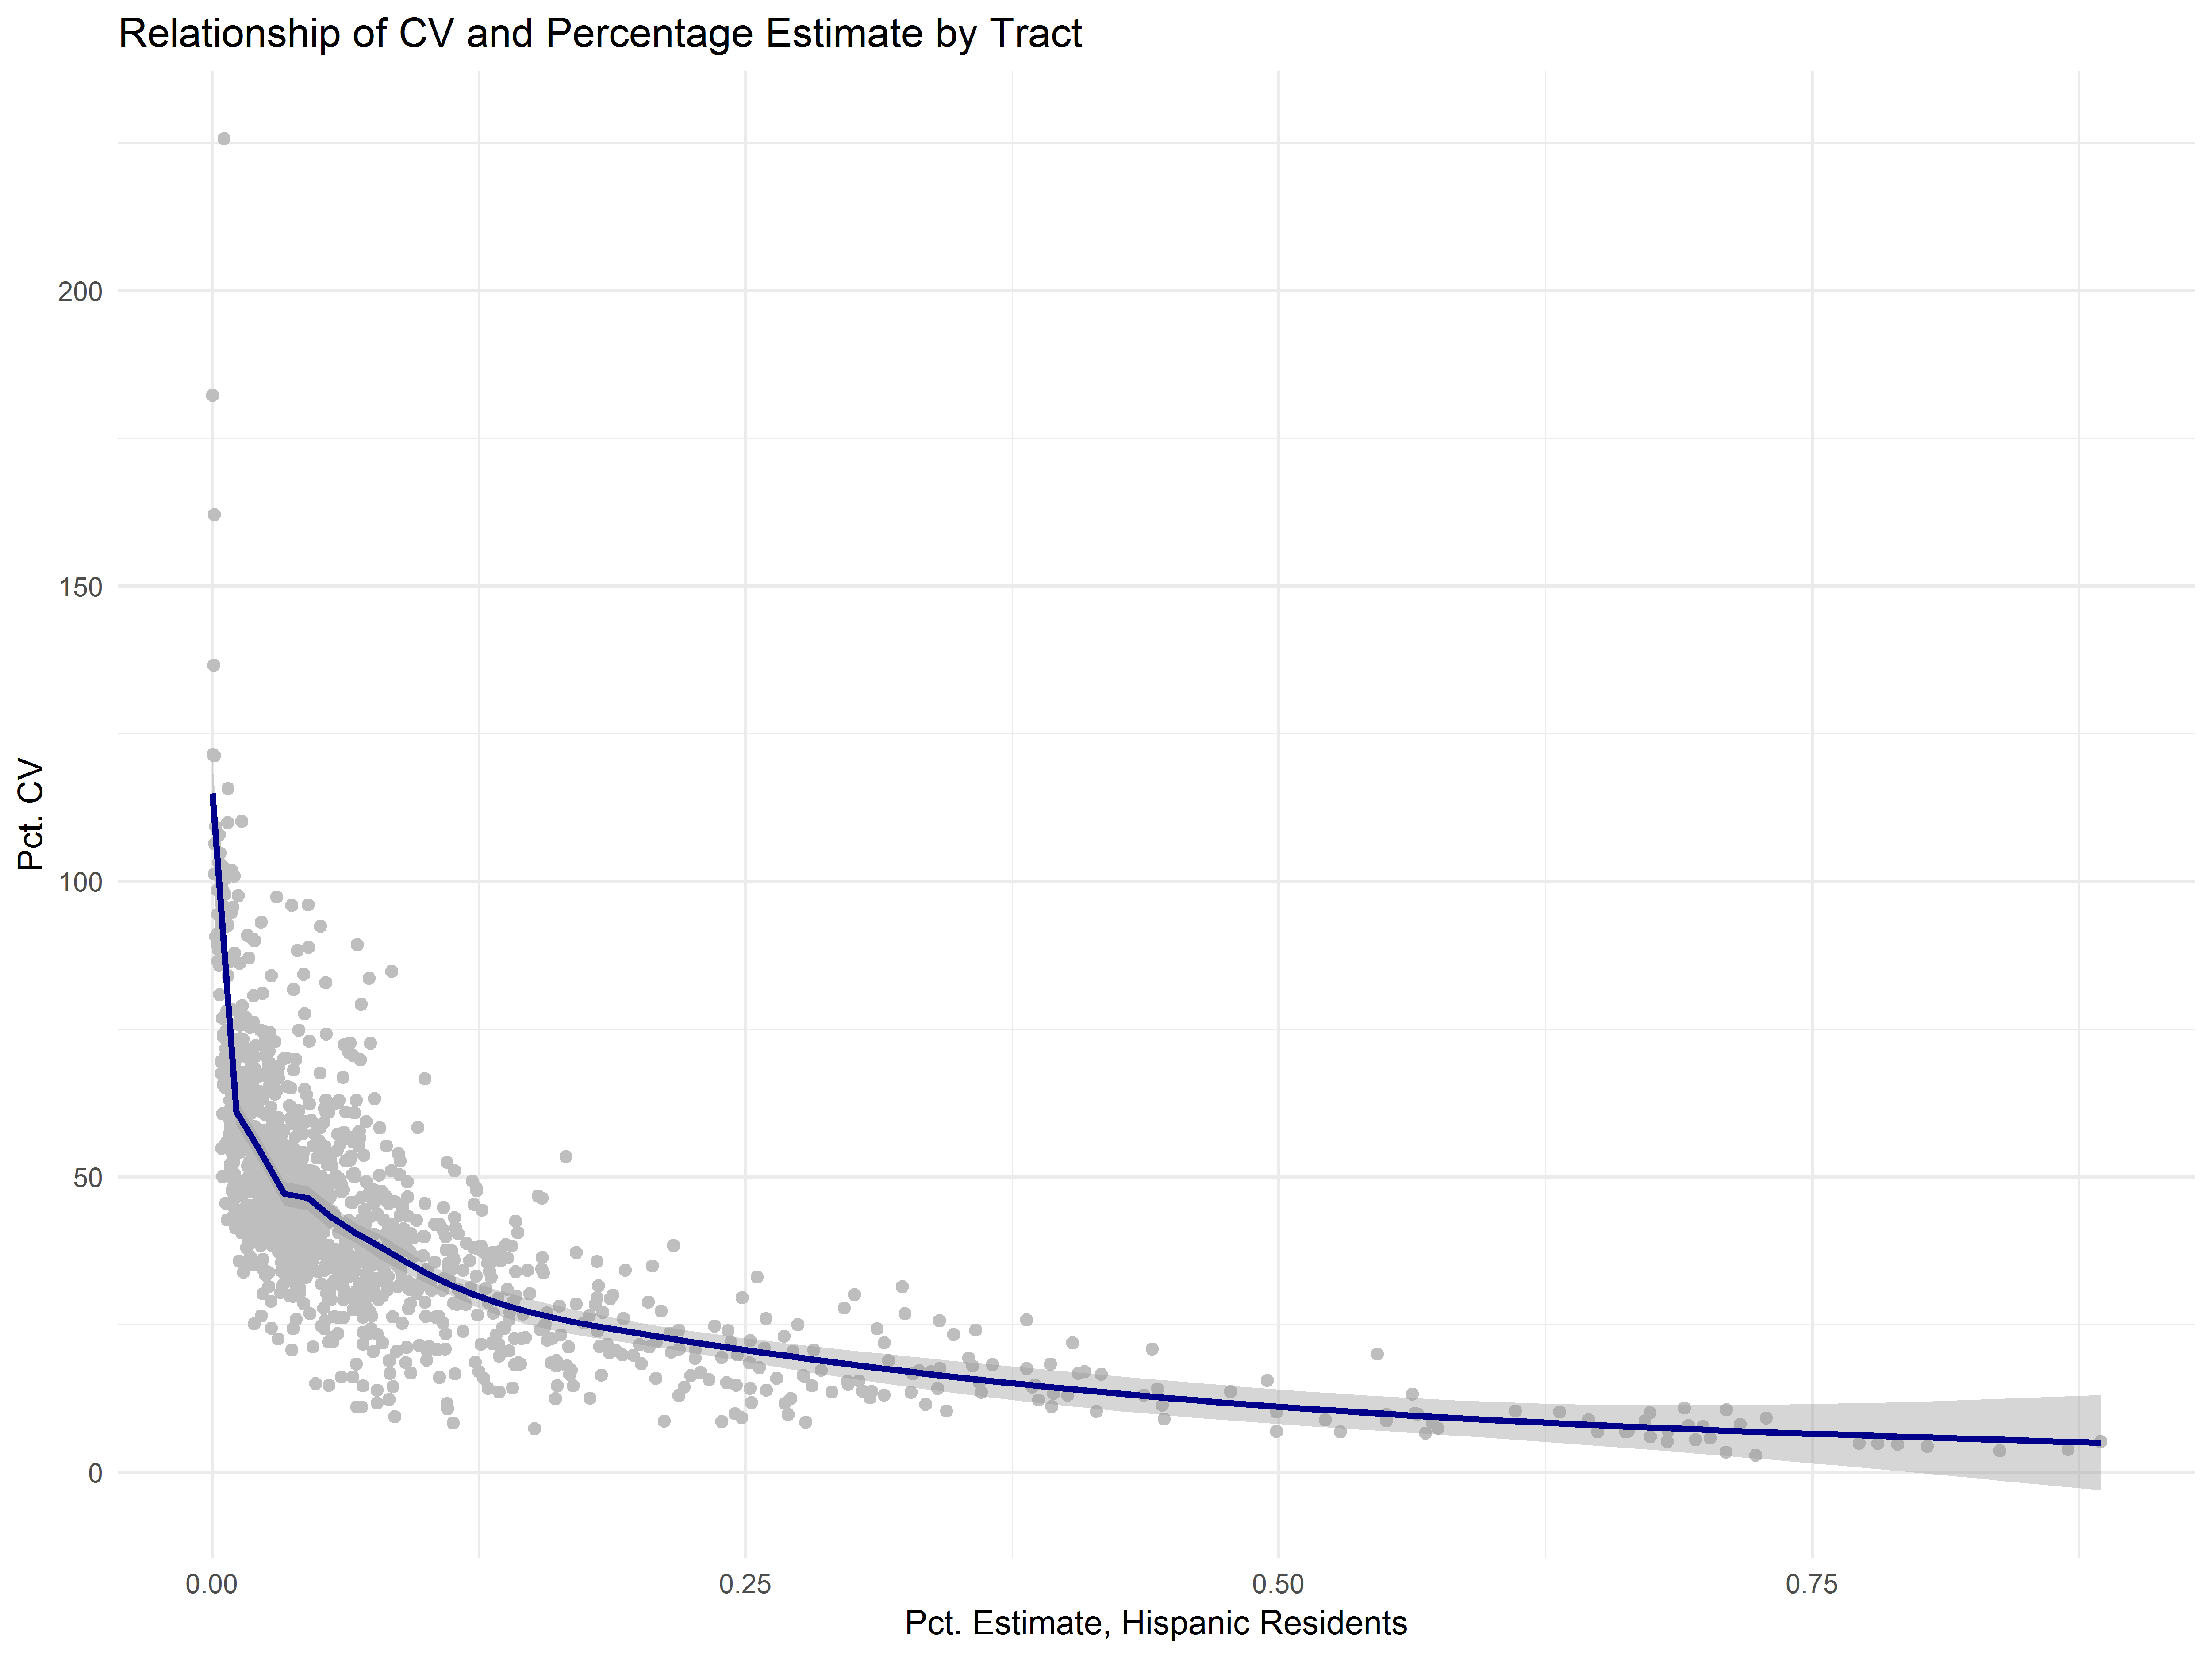 Relationship of CV and Percentage Estimate by Tract
Pct. CV
200
150
100
50
0
0.00 0.25 0.50 0.75
Pct. Estimate, Hispanic Residents